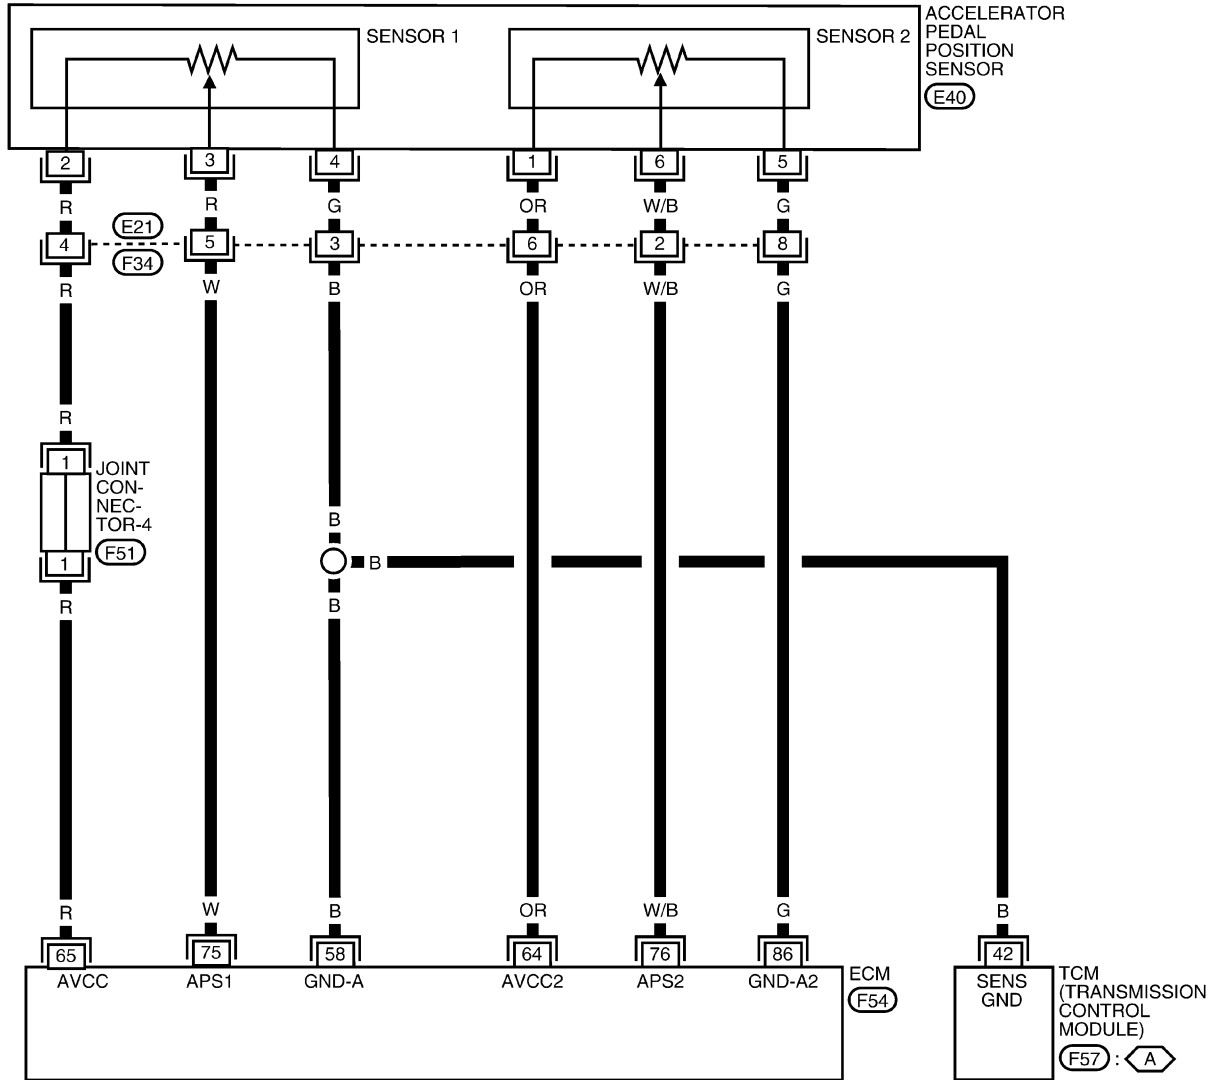 SENSOR 1
SENSOR 2
ACCELERATOR
PEDAL
POSITION
SENSOR
E40
2
3
4
1
6
5
R
R
G
OR
W/B
G
E21
4
5
3
6
2
8
F34
R
W
B
OR
W/B
G
R
1
JOINT
CON-
NEC-
TOR-4
F51
1
R
B
B
B
R
W
B
OR
W/B
G
B
65
75
58
64
76
86
42
AVCC
APS1
GND-A
AVCC2
APS2
GND-A2
ECM
F54
SENS
GND
TCM
(TRANSMISSION
CONTROL
MODULE)
F57 : A